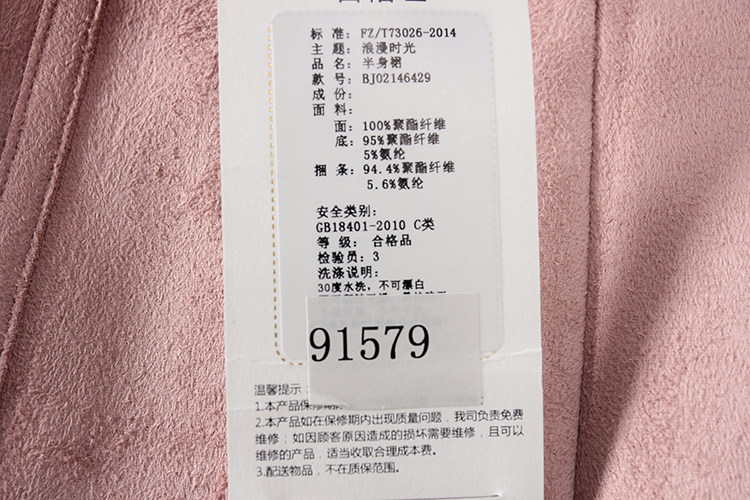 标 准: FZ/T73026-2014
主 题: 浪漫时光
品 名: 半身裙
款 号: BJ02146429
成 份:
面 料:
面: 100%聚酯纤维
底: 95%聚酯纤维
5%氨纶
捆 条: 94.4%聚酯纤维
5.6%氨纶
安全类别:
GB18401-2010 C类
等 级: 合格品
检验员: 3
洗涤说明:
30度水洗, 不可漂白
91579
温馨提示:
1.本产品保修期
2.本产品如在保修期内出现质量问题，我司负责免费
维修；如因顾客原因造成的损坏需要维修，且可以
维修的产品，适当收取合理成本费。
3.配送物品，不在质保范围。